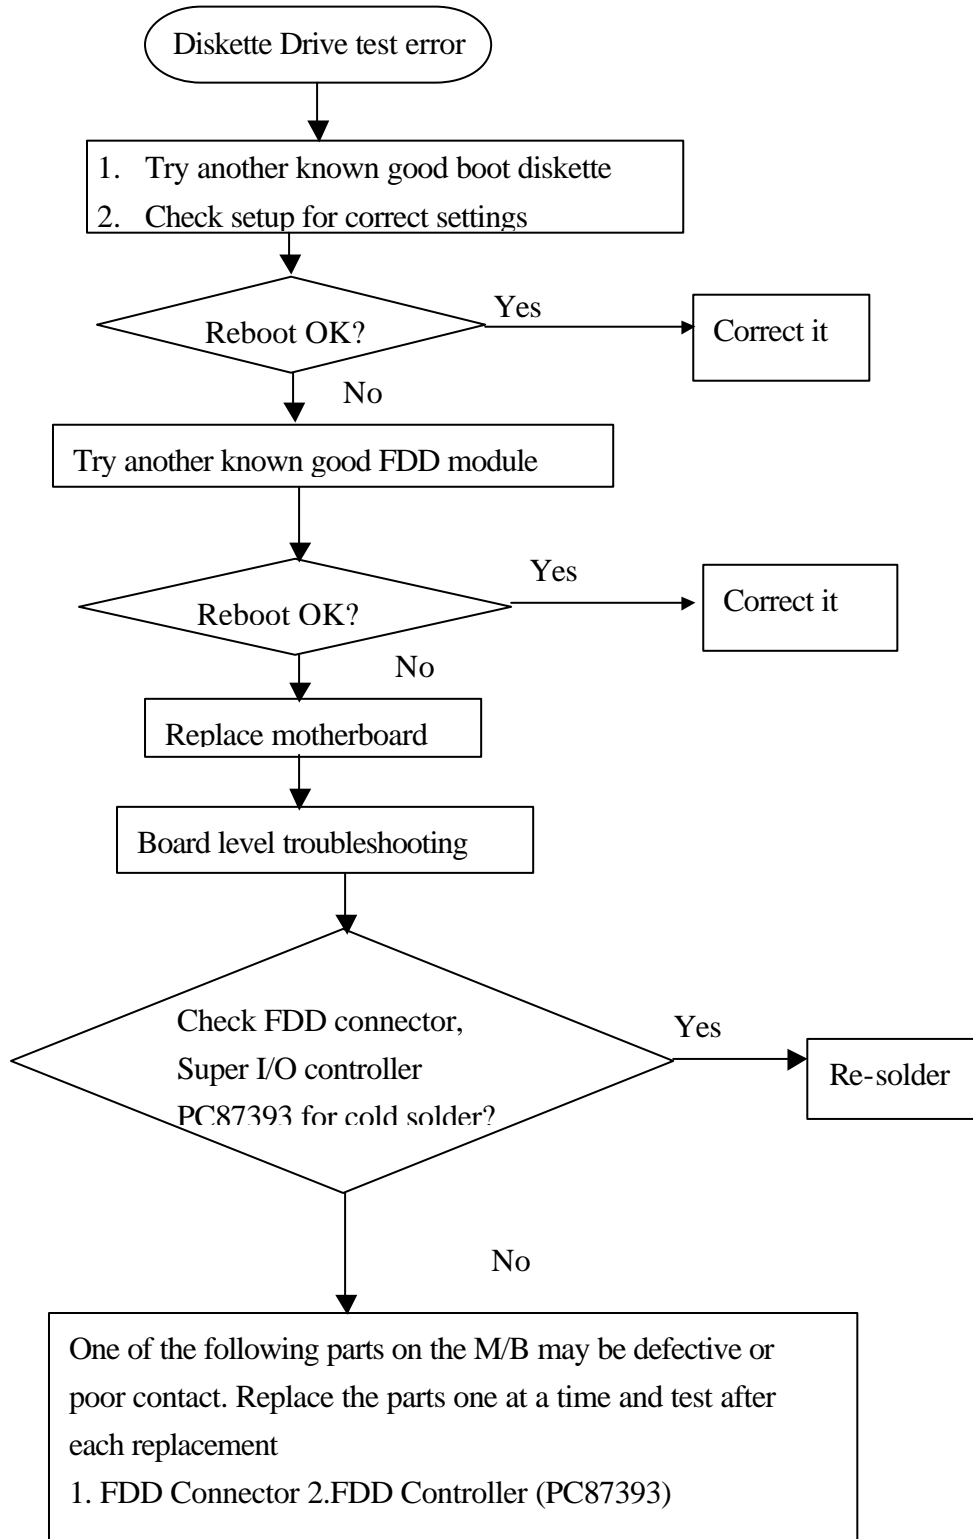 Diskette Drive test error
1. Try another known good boot diskette
2. Check setup for correct settings
Reboot OK?
Yes
Correct it
No
Try another known good FDD module
Reboot OK?
Yes
Correct it
No
Replace motherboard
Board level troubleshooting
Check FDD connector,
Super I/O controller
PC87393 for cold solder?
Yes
Re-solder
No
One of the following parts on the M/B may be defective or
poor contact. Replace the parts one at a time and test after
each replacement
1. FDD Connector 2.FDD Controller (PC87393)